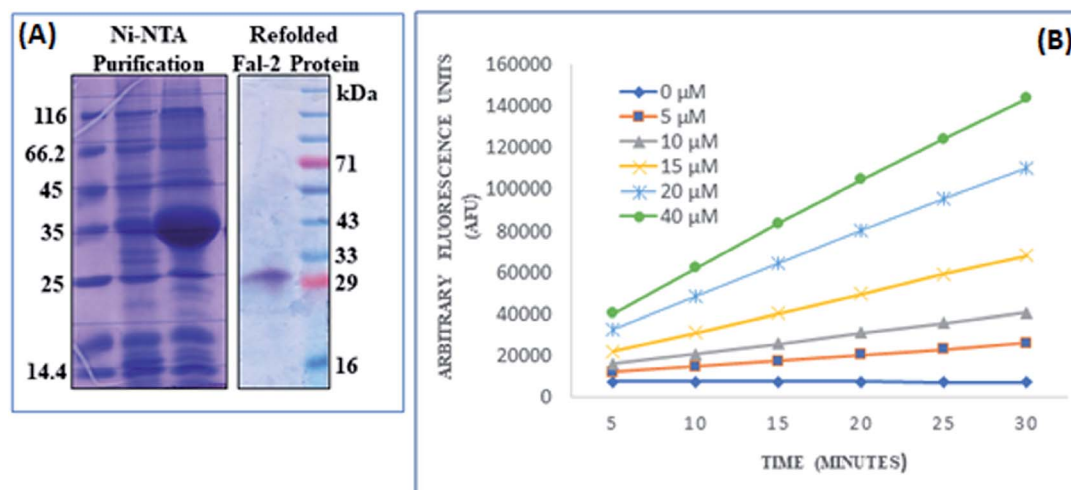 (A)
Ni-NTA
Purification
Refolded
Fal-2 Protein
kDa
116
66.2
45
35
25
14.4
71
43
33
29
16
(B)
ARBITRARY FLUORESCENCE UNITS
(AFU)
160000
140000
120000
100000
80000
60000
40000
20000
0
0 µM
5 µM
10 µM
15 µM
20 µM
40 µM
5 10 15 20 25 30
TIME (MINUTES)